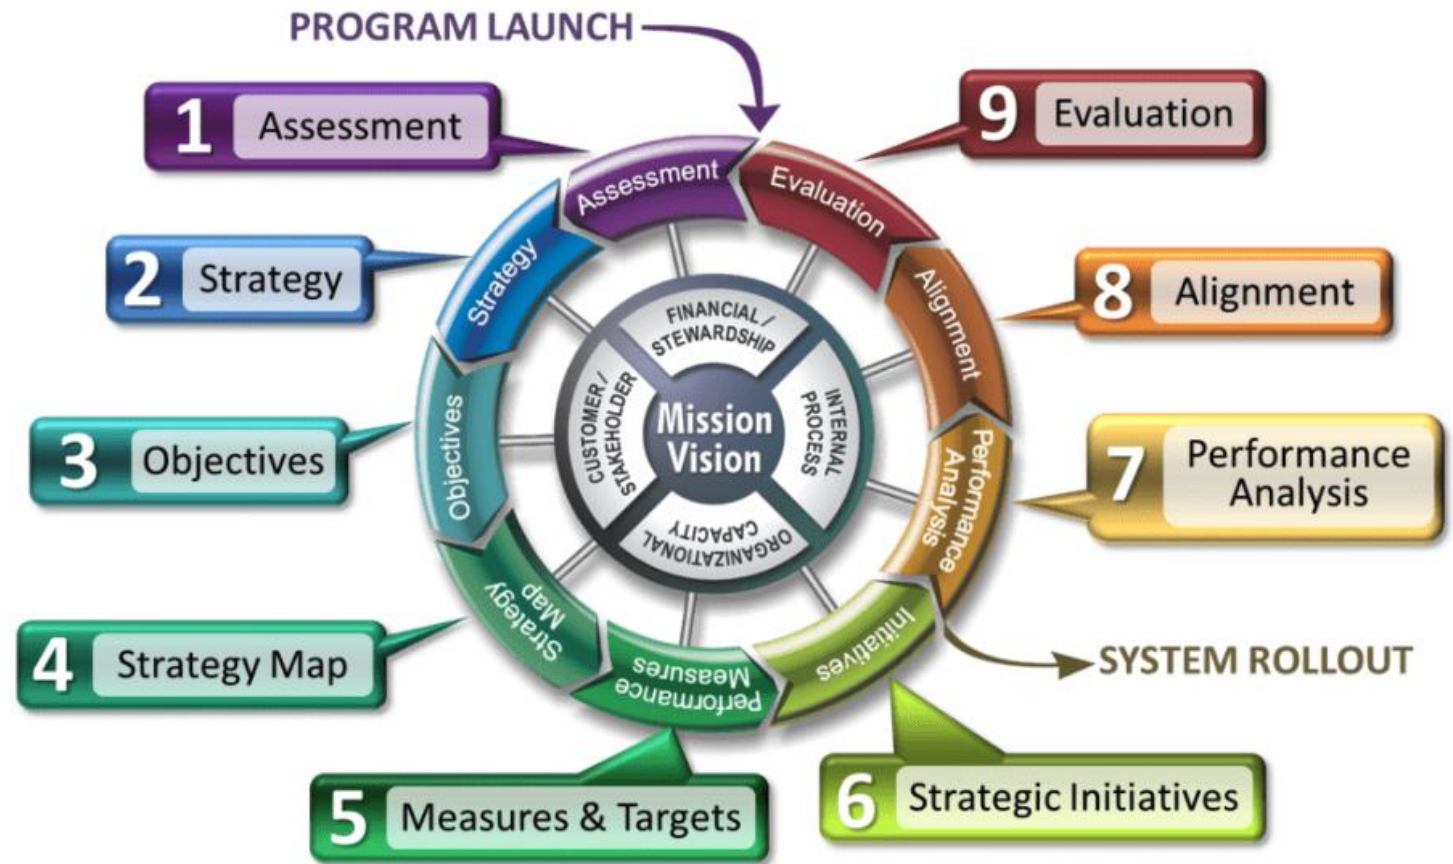 PROGRAM LAUNCH
1 Assessment
2 Strategy
3 Objectives
4 Strategy Map
5 Measures & Targets
6 Strategic Initiatives
7 Performance
Analysis
8 Alignment
9 Evaluation
SYSTEM ROLLOUT
Assessment
Strategy
Objectives
Strategy
Map
Performance
Measures
Initiatives
Performance
Analysis
Alignment
Evaluation
FINANCIAL /
STEWARDSHIP
CUSTOMER /
STAKEHOLDER
INTERNAL
PROCESS
ORGANIZATIONAL
CAPACITY
Mission
Vision